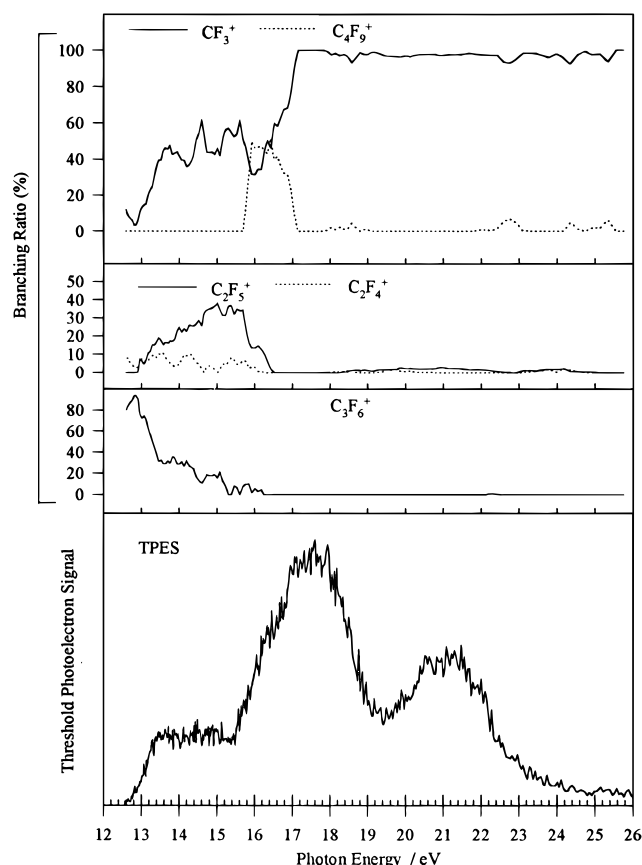 CF₃⁺ C₄F₉⁺
100
80
60
40
20
0
Branching Ratio (%)
C₂F₅⁺ C₂F₄⁺
50
40
30
20
10
0
C₃F₆⁺
80
60
40
20
0
TPES
Threshold Photoelectron Signal
12 13 14 15 16 17 18 19 20 21 22 23 24 25 26
Photon Energy / eV